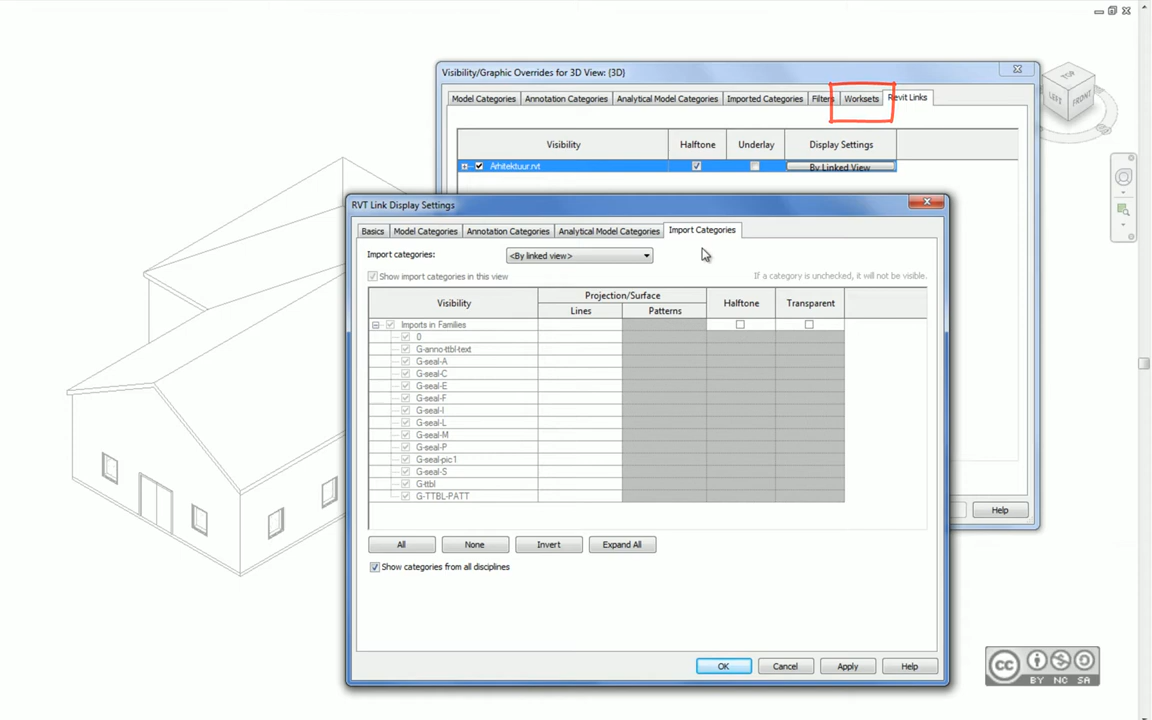 Visibility/Graphic Overrides for 3D View: {3D}
Model Categories Annotation Categories Analytical Model Categories Imported Categories Filters Worksets Revit Links
Visibility Halftone Underlay Display Settings
Arhitektuur.rvt By Linked View
TOP
LEFT FRONT
RVT Link Display Settings
Basics Model Categories Annotation Categories Analytical Model Categories Import Categories
Import categories: <By linked view>
Show import categories in this view If a category is unchecked, it will not be visible.
Visibility Projection/Surface Halftone Transparent
Lines Patterns
Imports in Families
0
G-anno-ttbl-text
G-seal-A
G-seal-C
G-seal-E
G-seal-F
G-seal-I
G-seal-L
G-seal-M
G-seal-P
G-seal-pic1
G-seal-S
G-ttbl
G-TTBL-PATT
Help
All None Invert Expand All
Show categories from all disciplines
OK Cancel Apply Help
cc BY NC SA